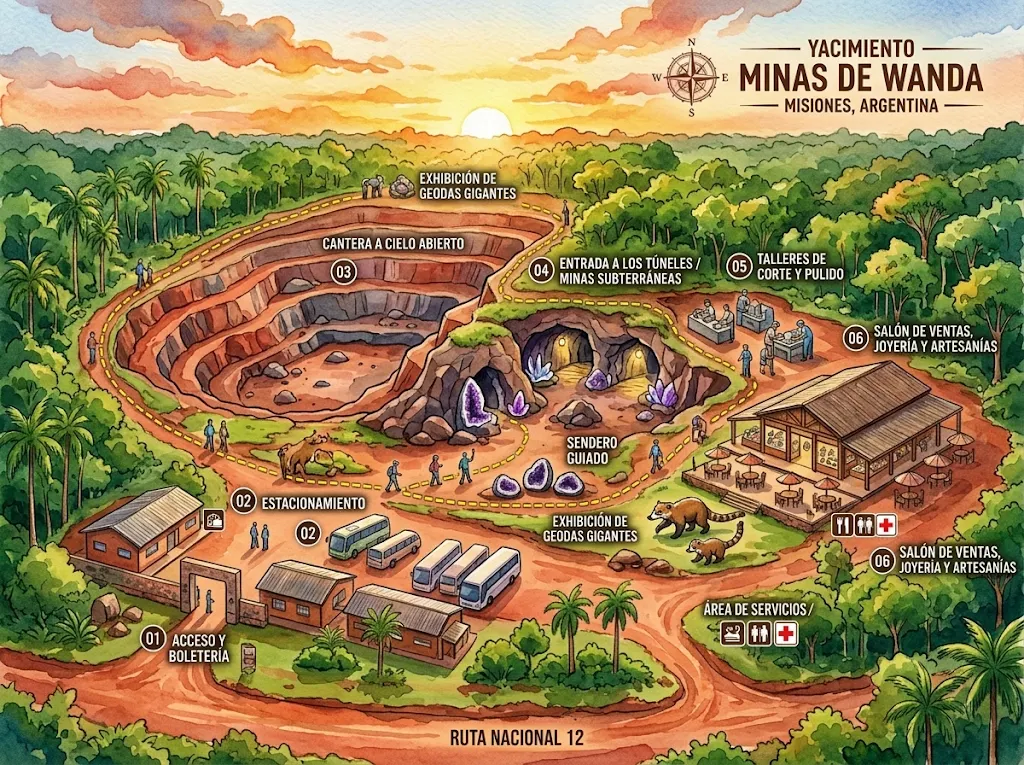 N
W E
S
YACIMIENTO
MINAS DE WANDA
MISIONES, ARGENTINA
EXHIBICIÓN DE
GEODAS GIGANTES
CANTERA A CIELO ABIERTO
03
04 ENTRADA A LOS TÚNELES /
MINAS SUBTERRÁNEAS
05 TALLERES DE
CORTE Y PULIDO
06 SALÓN DE VENTAS,
JOYERÍA Y ARTESANÍAS
SENDERO
GUIADO
02 ESTACIONAMIENTO
02
EXHIBICIÓN DE
GEODAS GIGANTES
06 SALÓN DE VENTAS,
JOYERÍA Y ARTESANÍAS
ÁREA DE SERVICIOS /
01 ACCESO Y
BOLETERÍA
RUTA NACIONAL 12